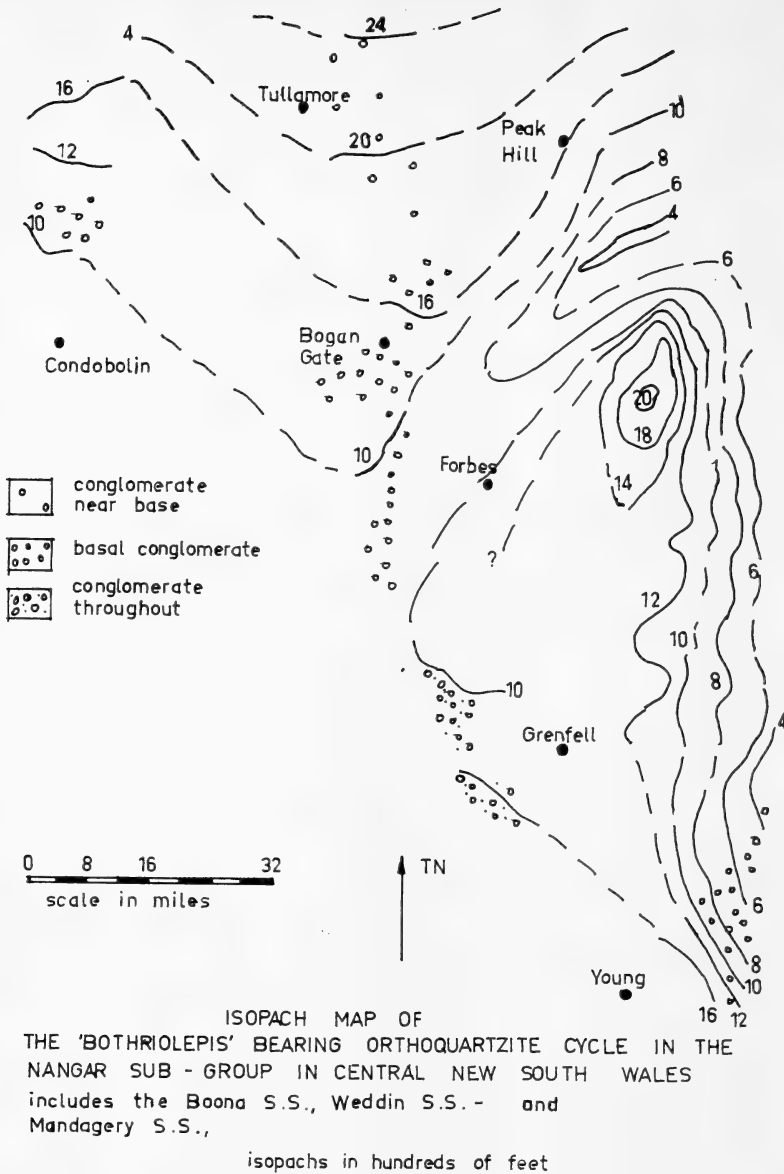 24
4
16
Tullamore
12
20
Peak
Hill
10
8
6
4
10
6
16
Bogan
Gate
Condobolin
20
18
10
Forbes
14
conglomerate
near base
basal conglomerate
conglomerate
throughout
?
6
12
10
8
10
4
Grenfell
0 8 16 32
scale in miles
TN
6
8
10
Young
16 12
ISOPACH MAP OF
THE 'BOTHRIOLEPIS' BEARING ORTHOQUARTZITE CYCLE IN THE
NANGAR SUB - GROUP IN CENTRAL NEW SOUTH WALES
includes the Boona S.S., Weddin S.S. - and
Mandagery S.S.,
isopachs in hundreds of feet